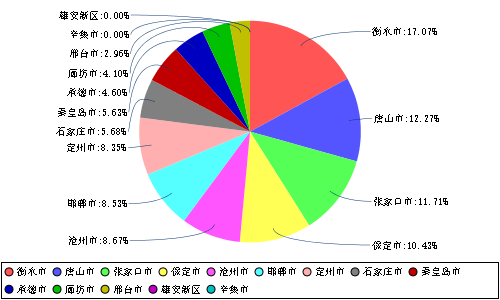 雄安新区:0.00%
辛集市:0.00%
邢台市:2.96%
廊坊市:4.10%
承德市:4.60%
秦皇岛市:5.63%
石家庄市:5.68%
定州市:8.35%
邯郸市:8.53%
沧州市:8.67%
衡水市:17.07%
唐山市:12.27%
张家口市:11.71%
保定市:10.43%
衡水市 唐山市 张家口市 保定市 沧州市 邯郸市 定州市 石家庄市 秦皇岛市
承德市 廊坊市 邢台市 雄安新区 辛集市